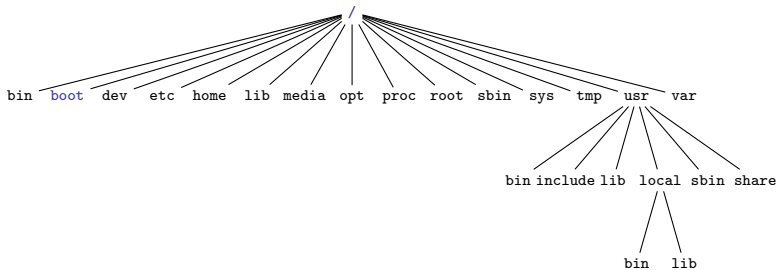 /
bin boot dev etc home lib media opt proc root sbin sys tmp usr var
bin include lib local sbin share
bin lib